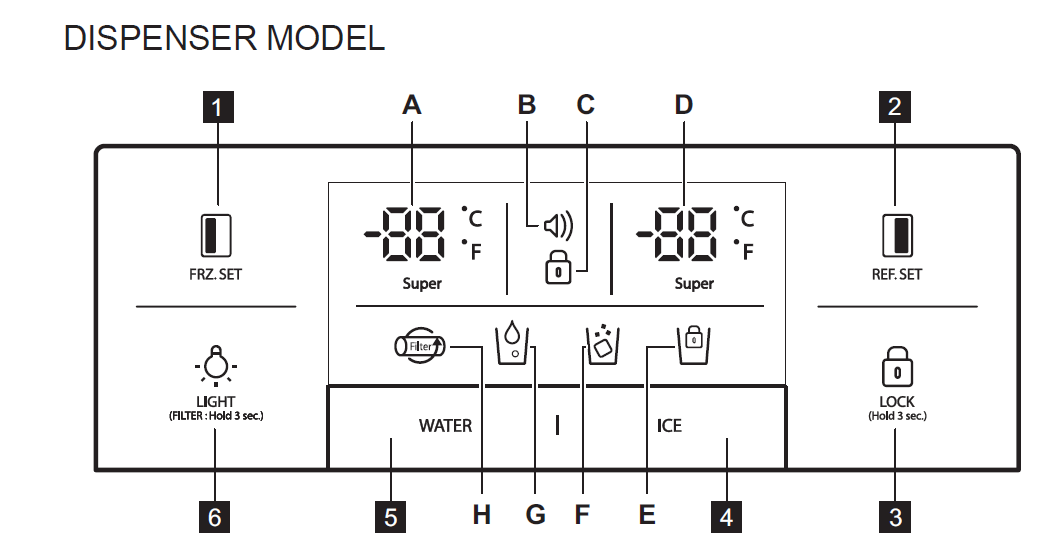 DISPENSER MODEL
1 A B C D 2
-88 °C °F
Super
-88 °C °F
Super
FRZ. SET
REF. SET
Filter
LIGHT
(FILTER : Hold 3 sec.)
LOCK
(Hold 3 sec.)
WATER | ICE
6 5 H G F E 4 3